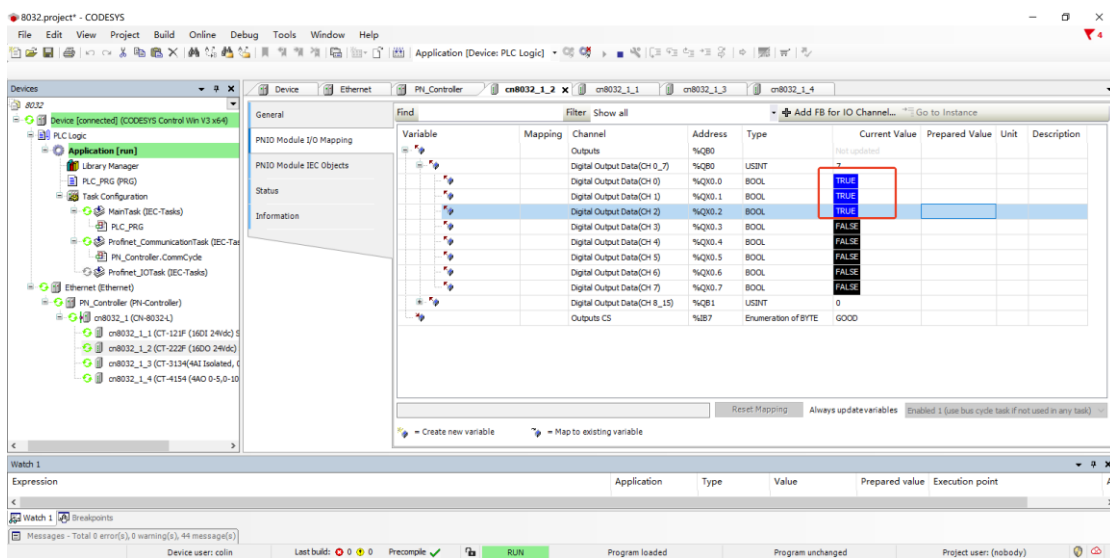 8032.project* - CODESYS
File Edit View Project Build Online Debug Tools Window Help
Application [Device: PLC Logic]
4
Devices
8032
Device [connected] (CODESYS Control Win V3 x64)
PLC Logic
Application [run]
Library Manager
PLC_PRG (PRG)
Task Configuration
MainTask (IEC-Tasks)
PLC_PRG
Profinet_CommunicationTask (IEC-Tas
PN_Controller.CommCycle
Profinet_IOTask (IEC-Tasks)
Ethernet (Ethernet)
PN_Controller (PN-Controller)
cn8032_1 (CN-8032-L)
cn8032_1_1 (CT-121F (16DI 24Vdc) S
cn8032_1_2 (CT-222F (16DO 24Vdc)
cn8032_1_3 (CT-3134(4AI Isolated, (
cn8032_1_4 (CT-4154 (4AO 0-5,0-10
Device Ethernet PN_Controller cn8032_1_2 cn8032_1_1 cn8032_1_3 cn8032_1_4
General
PNIO Module I/O Mapping
PNIO Module IEC Objects
Status
Information
Find Filter Show all Add FB for IO Channel... Go to Instance
Variable Mapping Channel Address Type Current Value Prepared Value Unit Description
Outputs %QB0 Not updated
Digital Output Data(CH 0_7) %QB0 USINT 7
Digital Output Data(CH 0) %QX0.0 BOOL TRUE
Digital Output Data(CH 1) %QX0.1 BOOL TRUE
Digital Output Data(CH 2) %QX0.2 BOOL TRUE
Digital Output Data(CH 3) %QX0.3 BOOL FALSE
Digital Output Data(CH 4) %QX0.4 BOOL FALSE
Digital Output Data(CH 5) %QX0.5 BOOL FALSE
Digital Output Data(CH 6) %QX0.6 BOOL FALSE
Digital Output Data(CH 7) %QX0.7 BOOL FALSE
Digital Output Data(CH 8_15) %QB1 USINT 0
Outputs CS %IB7 Enumeration of BYTE GOOD
Reset Mapping Always update variables Enabled 1 (use bus cycle task if not used in any task)
= Create new variable = Map to existing variable
Watch 1
Expression Application Type Value Prepared value Execution point
Watch 1 Breakpoints
Messages - Total 0 error(s), 0 warning(s), 44 message(s)
Device user: colin Last build: 0 0 Precompile RUN Program loaded Program unchanged Project user: (nobody)